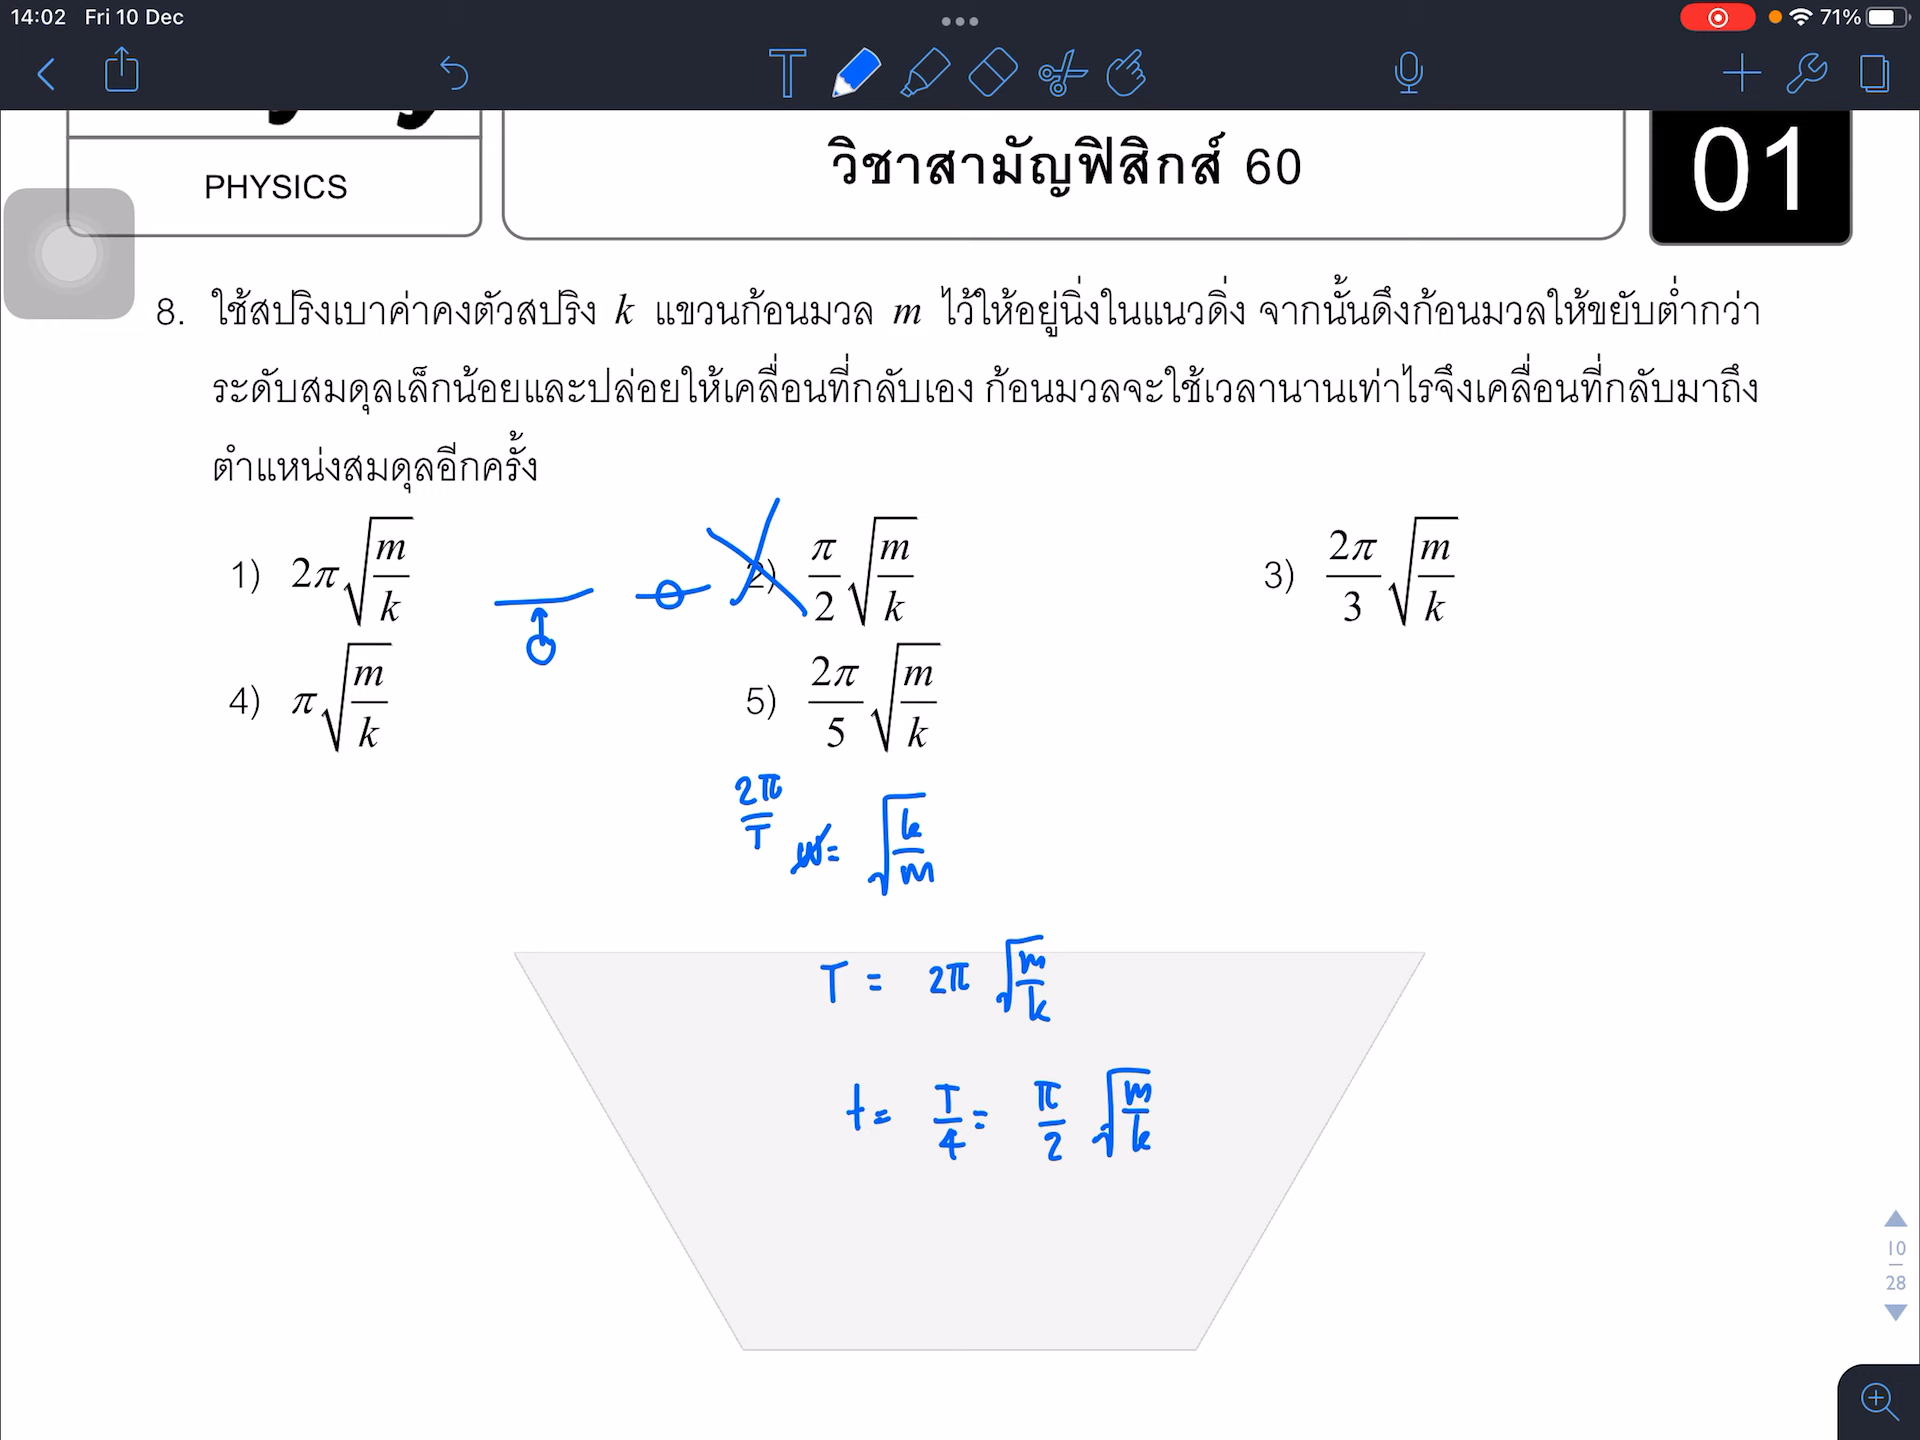 14:02 Fri 10 Dec
71%
PHYSICS
วิชาสามัญฟิสิกส์ 60
01
8. ใช้สปริงเบาค่าคงตัวสปริง k แขวนก้อนมวล m ไว้ให้อยู่นิ่งในแนวดิ่ง จากนั้นดึงก้อนมวลให้ขยับต่ำกว่า
ระดับสมดุลเล็กน้อยและปล่อยให้เคลื่อนที่กลับเอง ก้อนมวลจะใช้เวลานานเท่าไรจึงเคลื่อนที่กลับมาถึง
ตำแหน่งสมดุลอีกครั้ง
1) 2π√(m/k) 2) π/2 √(m/k) 3) 2π/3 √(m/k)
4) π√(m/k) 5) 2π/5 √(m/k)
2π/T ω = √(k/m)
T = 2π √(m/k)
t = T/4 = π/2 √(m/k)
10
28